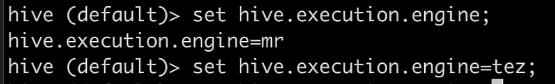 hive (default)> set hive.execution.engine;
hive.execution.engine=mr
hive (default)> set hive.execution.engine=tez;